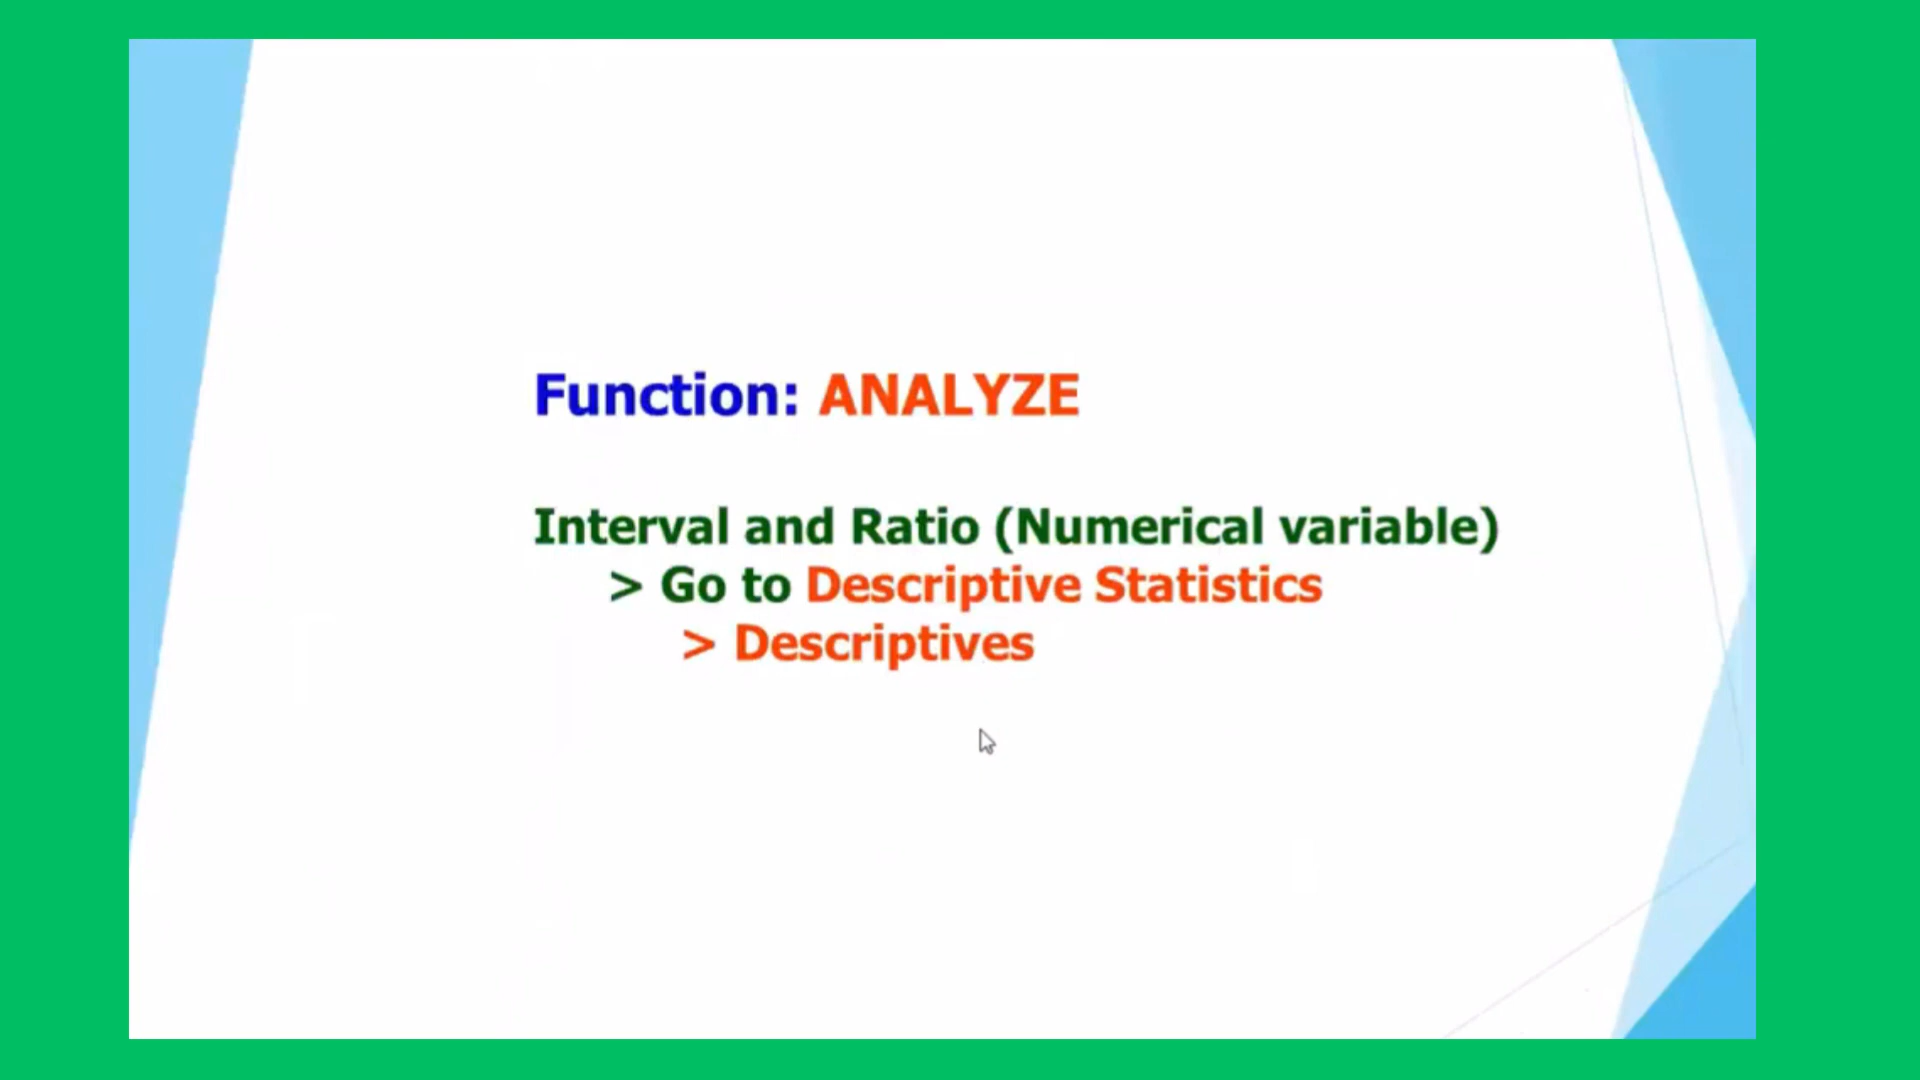 Function: ANALYZE
Interval and Ratio (Numerical variable)
> Go to Descriptive Statistics
> Descriptives